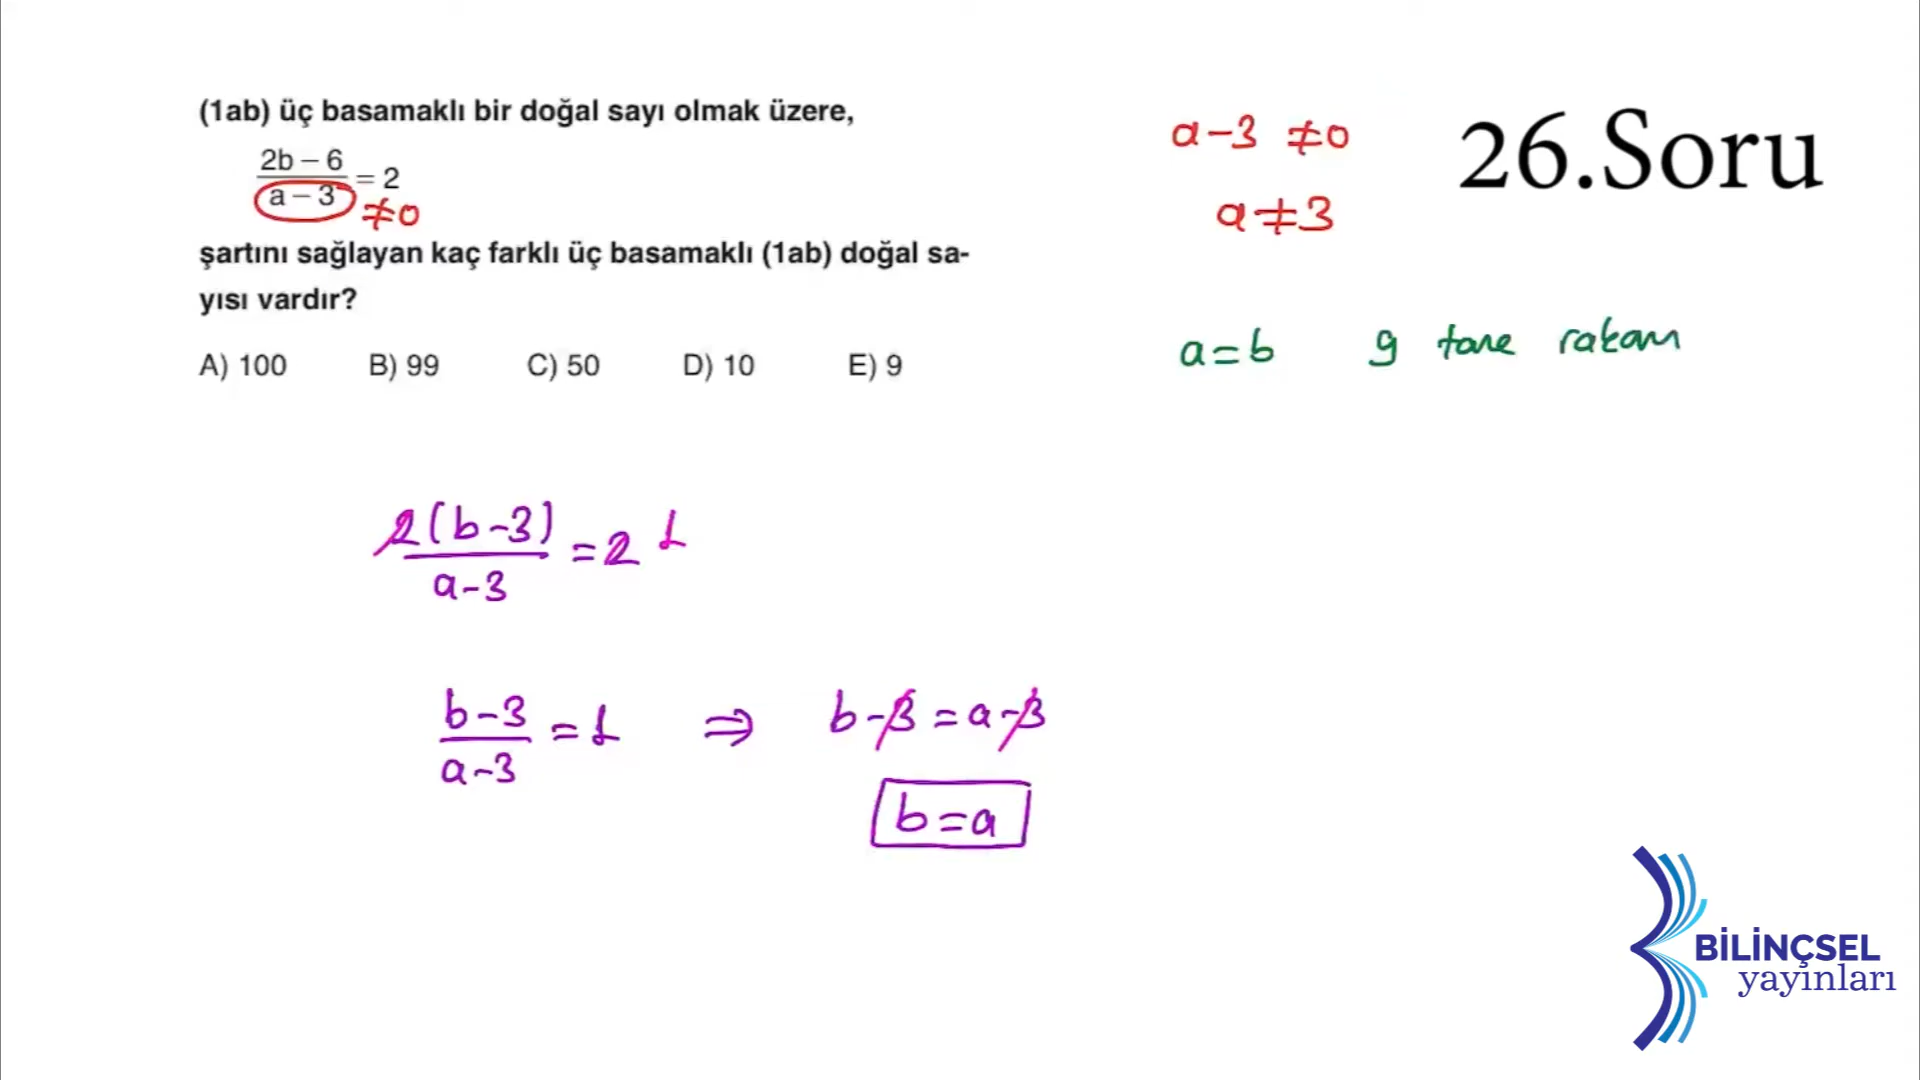 (1ab) üç basamaklı bir doğal sayı olmak üzere,
2b – 6
a – 3
= 2
≠0
şartını sağlayan kaç farklı üç basamaklı (1ab) doğal sa-
yısı vardır?
A) 100 B) 99 C) 50 D) 10 E) 9
a-3 ≠0
a≠3
26.Soru
a=b 9 tane rakam
2(b-3)
a-3
=2 1
b-3
a-3
=1 ⇒ b-3=a-3
b=a
BİLİNÇSEL
yayınları